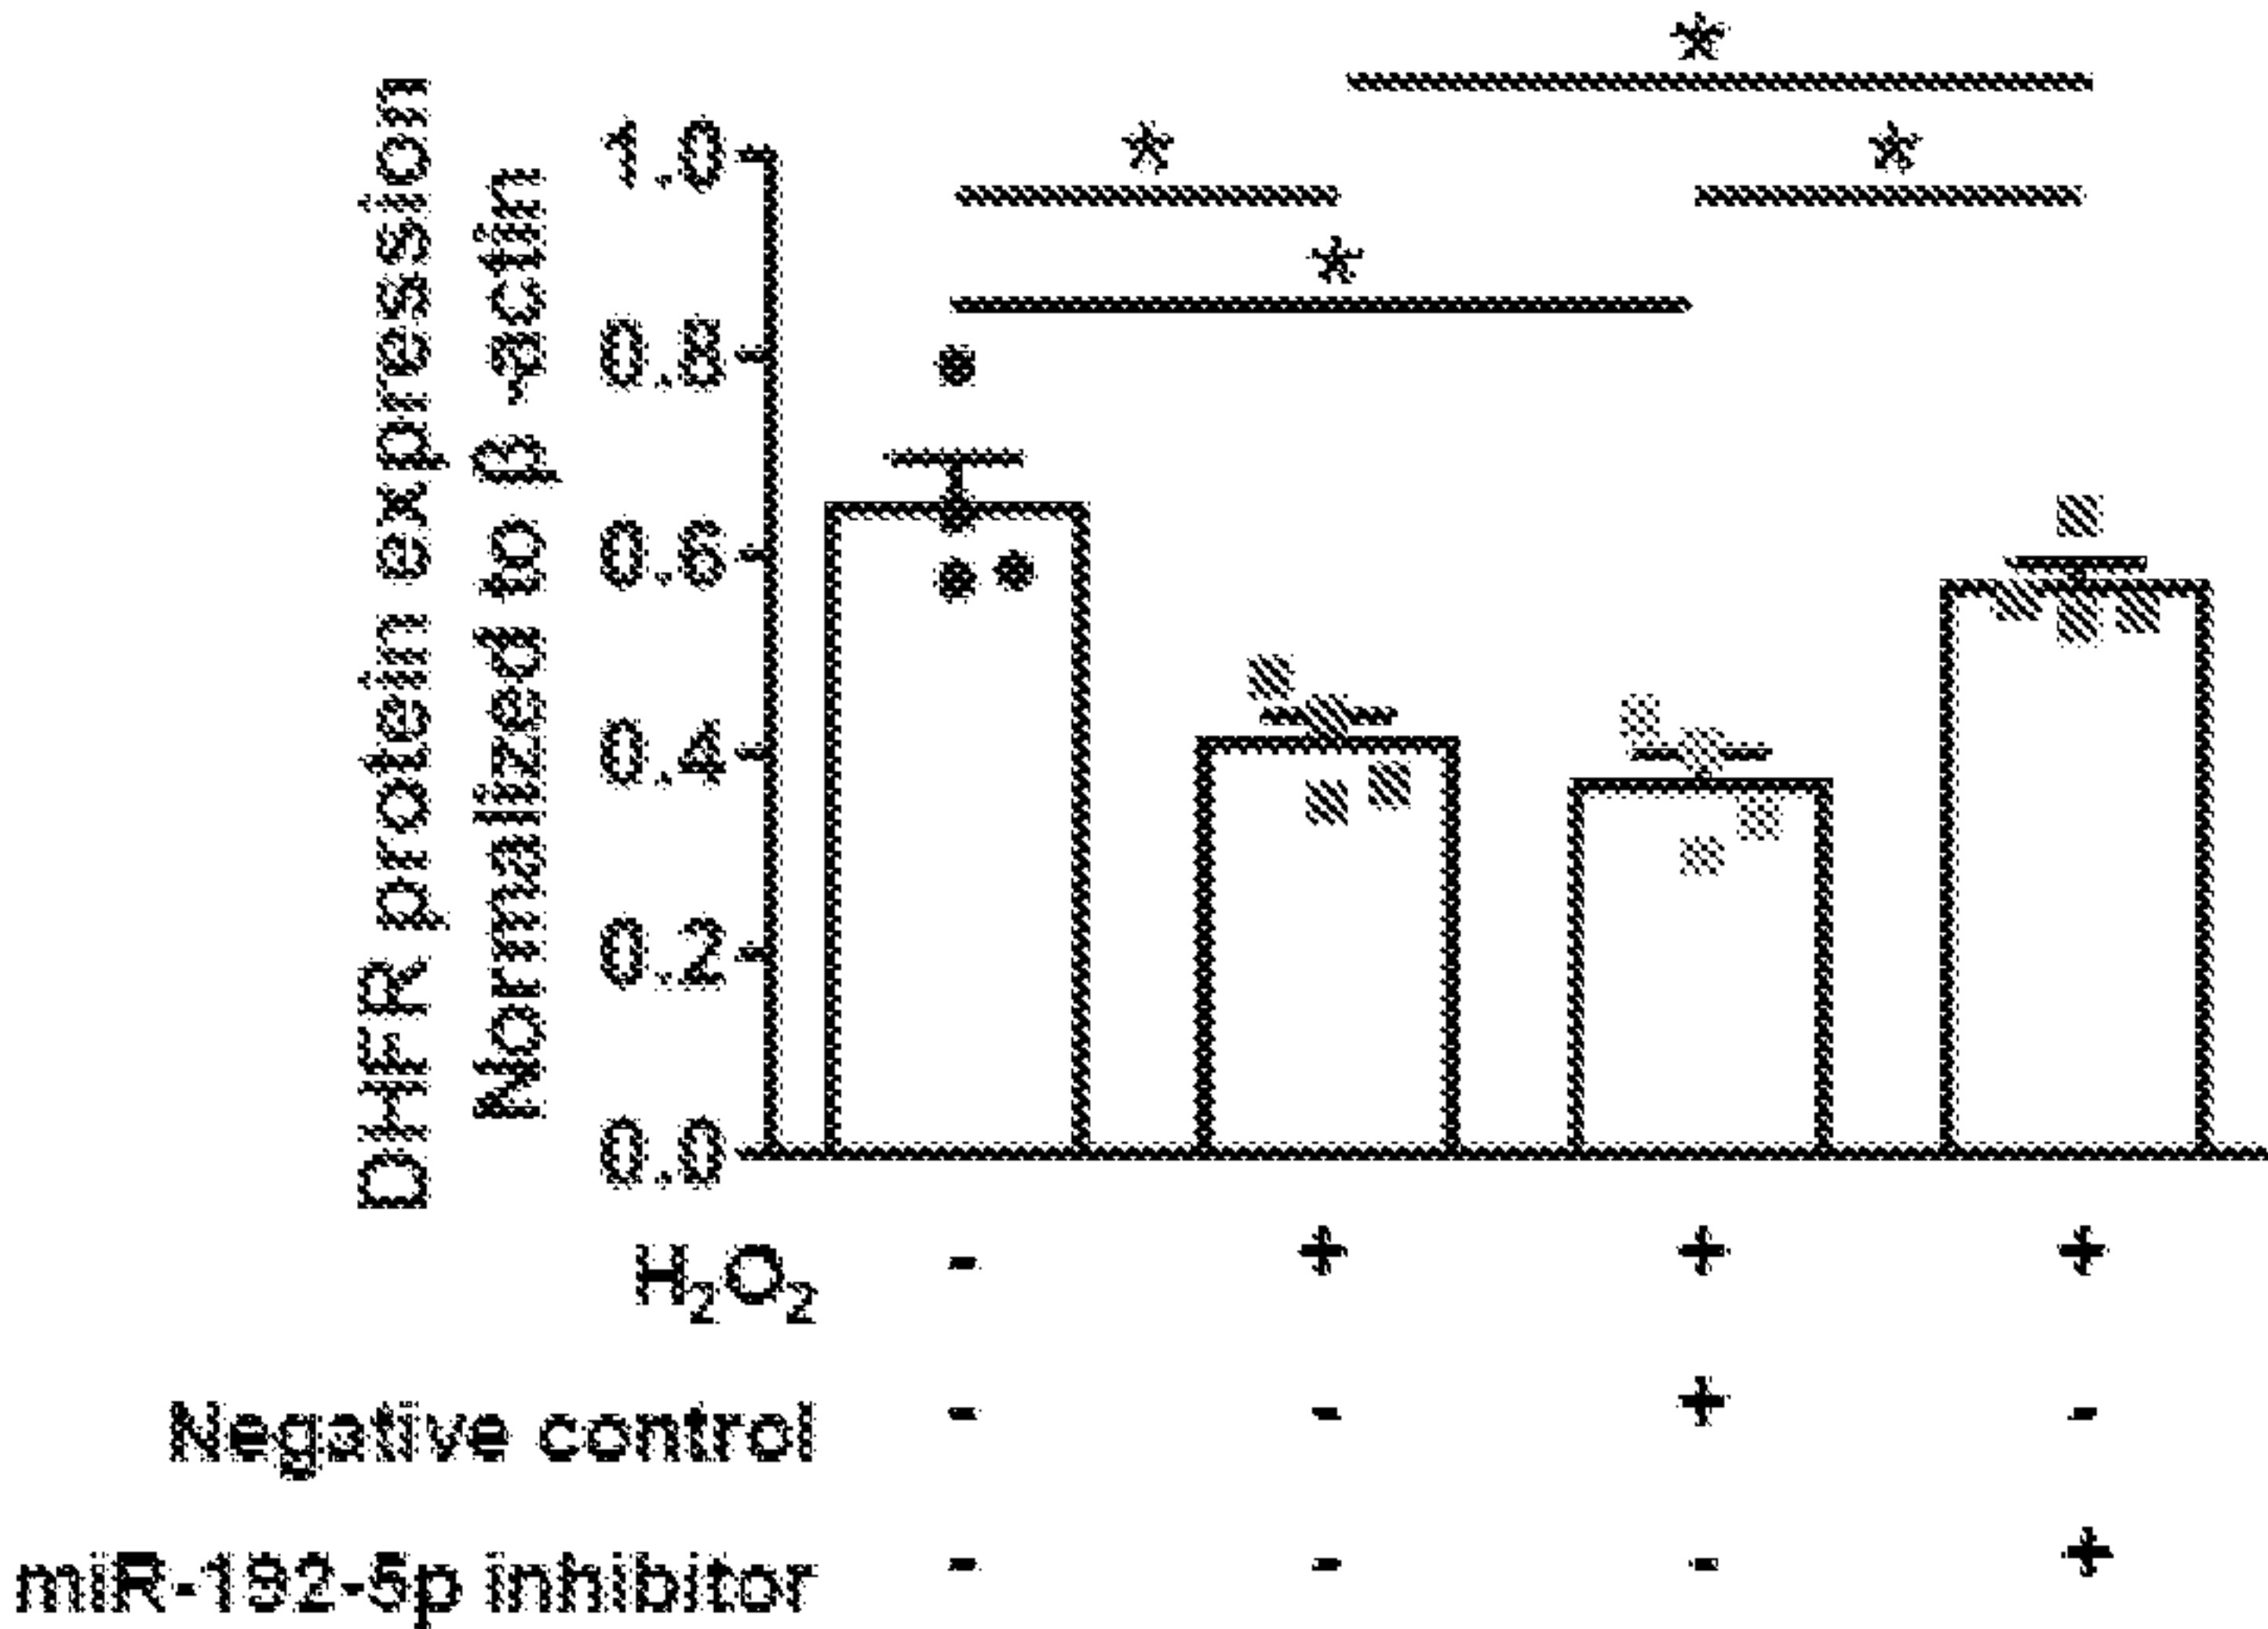 DHFR protein expression
Normalized to β-actin
1.0
0.8
0.6
0.4
0.2
0.0
*
* *
*
H₂O₂ - + + +
Negative control - - + -
miR-192-5p inhibitor - - - +